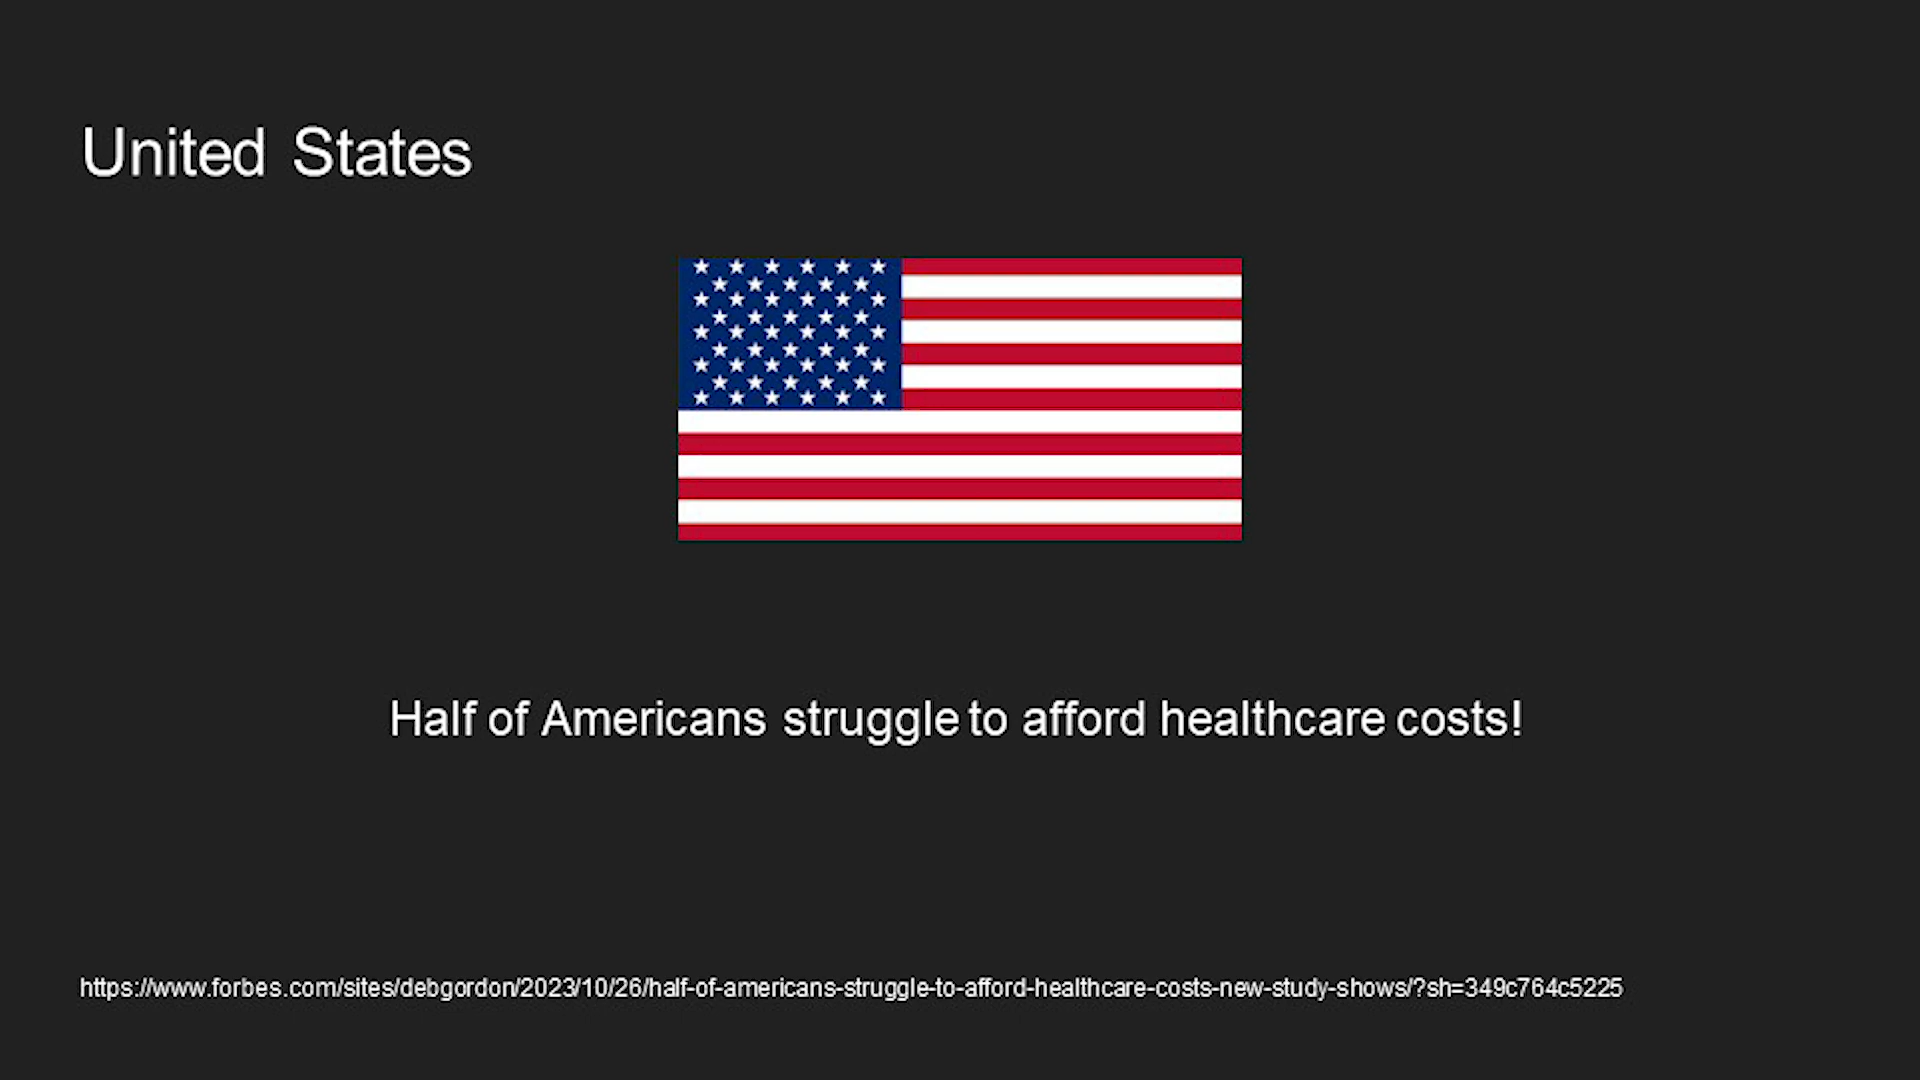 United States
Half of Americans struggle to afford healthcare costs!
https://www.forbes.com/sites/debgordon/2023/10/26/half-of-americans-struggle-to-afford-healthcare-costs-new-study-shows/?sh=349c764c5225